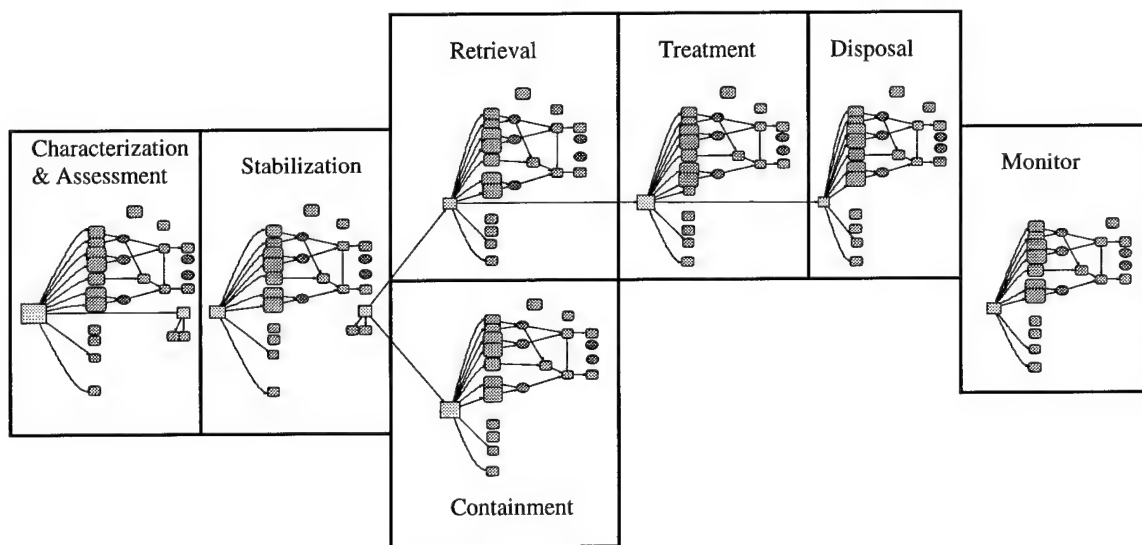 Retrieval
Treatment
Disposal
Characterization
& Assessment
Stabilization
Monitor
Containment